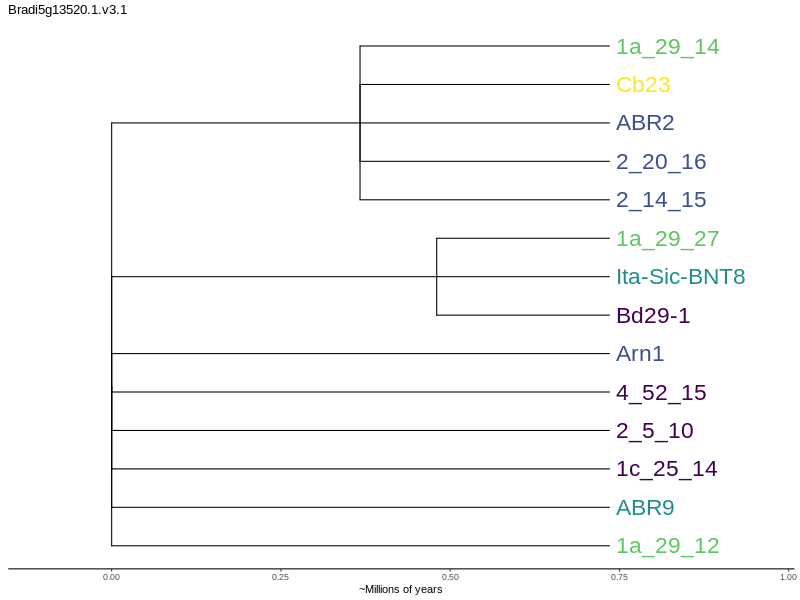 Bradi5g13520.1.v3.1
1a_29_14
Cb23
ABR2
2_20_16
2_14_15
1a_29_27
Ita-Sic-BNT8
Bd29-1
Arn1
4_52_15
2_5_10
1c_25_14
ABR9
1a_29_12
0.00 0.25 0.50 0.75 1.00
~Millions of years